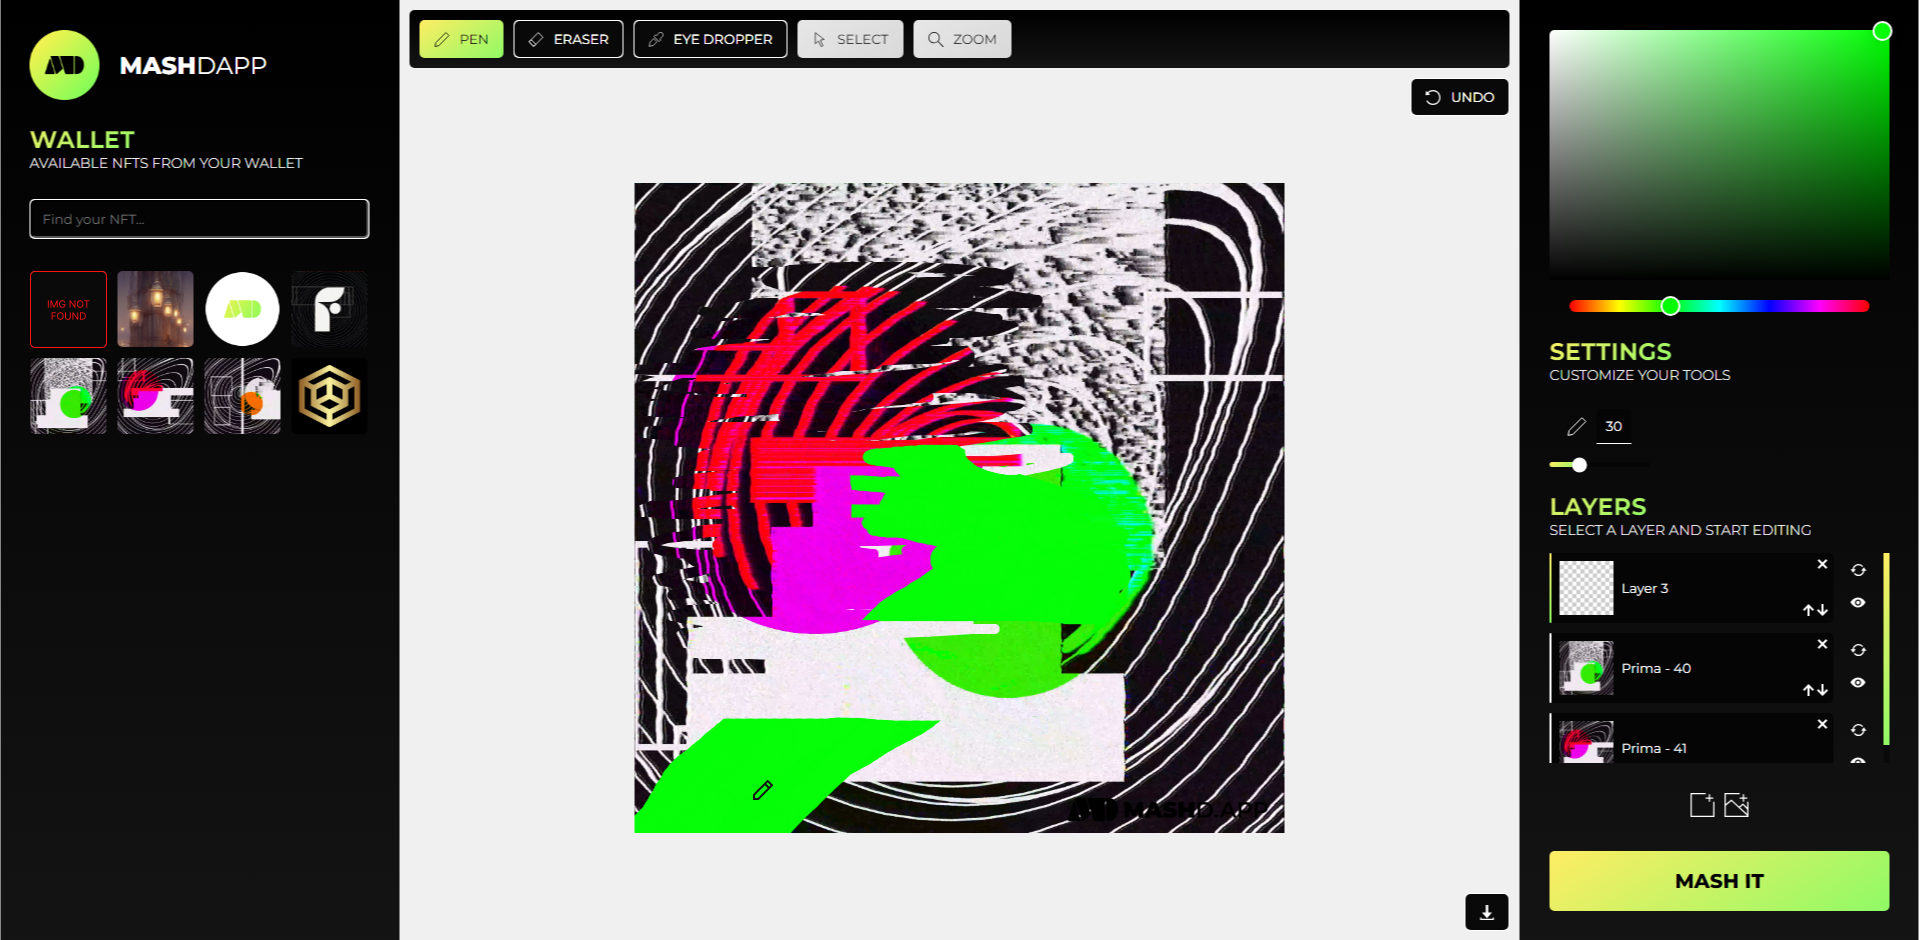 MASHDAPP
WALLET
AVAILABLE NFTS FROM YOUR WALLET
Find your NFT...
IMG NOT
FOUND
PEN
ERASER
EYE DROPPER
SELECT
ZOOM
UNDO
MASHD.APP
SETTINGS
CUSTOMIZE YOUR TOOLS
30
LAYERS
SELECT A LAYER AND START EDITING
Layer 3
Prima - 40
Prima - 41
MASH IT